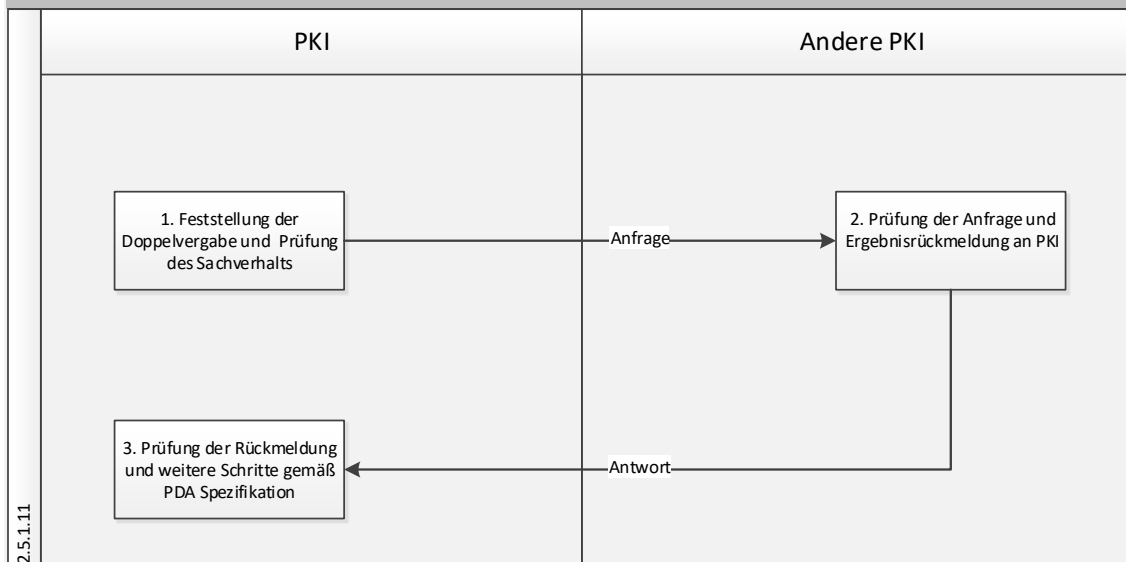 PKI
Andere PKI
1. Feststellung der
Doppelvergabe und Prüfung
des Sachverhalts
Anfrage
2. Prüfung der Anfrage und
Ergebnisrückmeldung an PKI
3. Prüfung der Rückmeldung
und weitere Schritte gemäß
PDA Spezifikation
Antwort
2.5.1.11